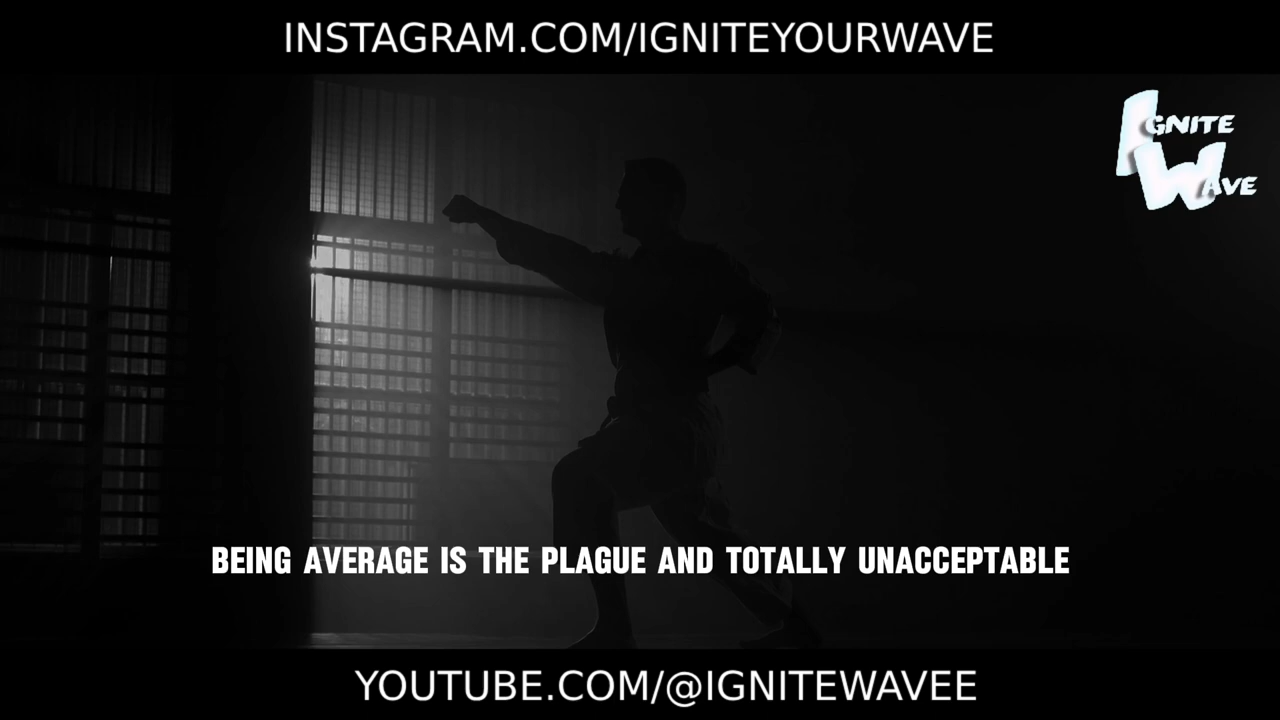 INSTAGRAM.COM/IGNITEYOURWAVE
IGNITE
WAVE
BEING AVERAGE IS THE PLAGUE AND TOTALLY UNACCEPTABLE
YOUTUBE.COM/@IGNITEWAVEE